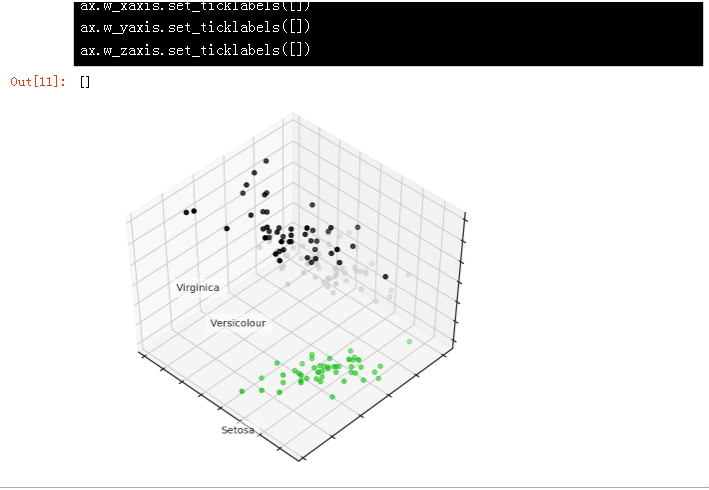 ax.w_xaxis.set_ticklabels([])
ax.w_yaxis.set_ticklabels([])
ax.w_zaxis.set_ticklabels([])
Out[11]: []
Virginica
Versicolour
Setosa